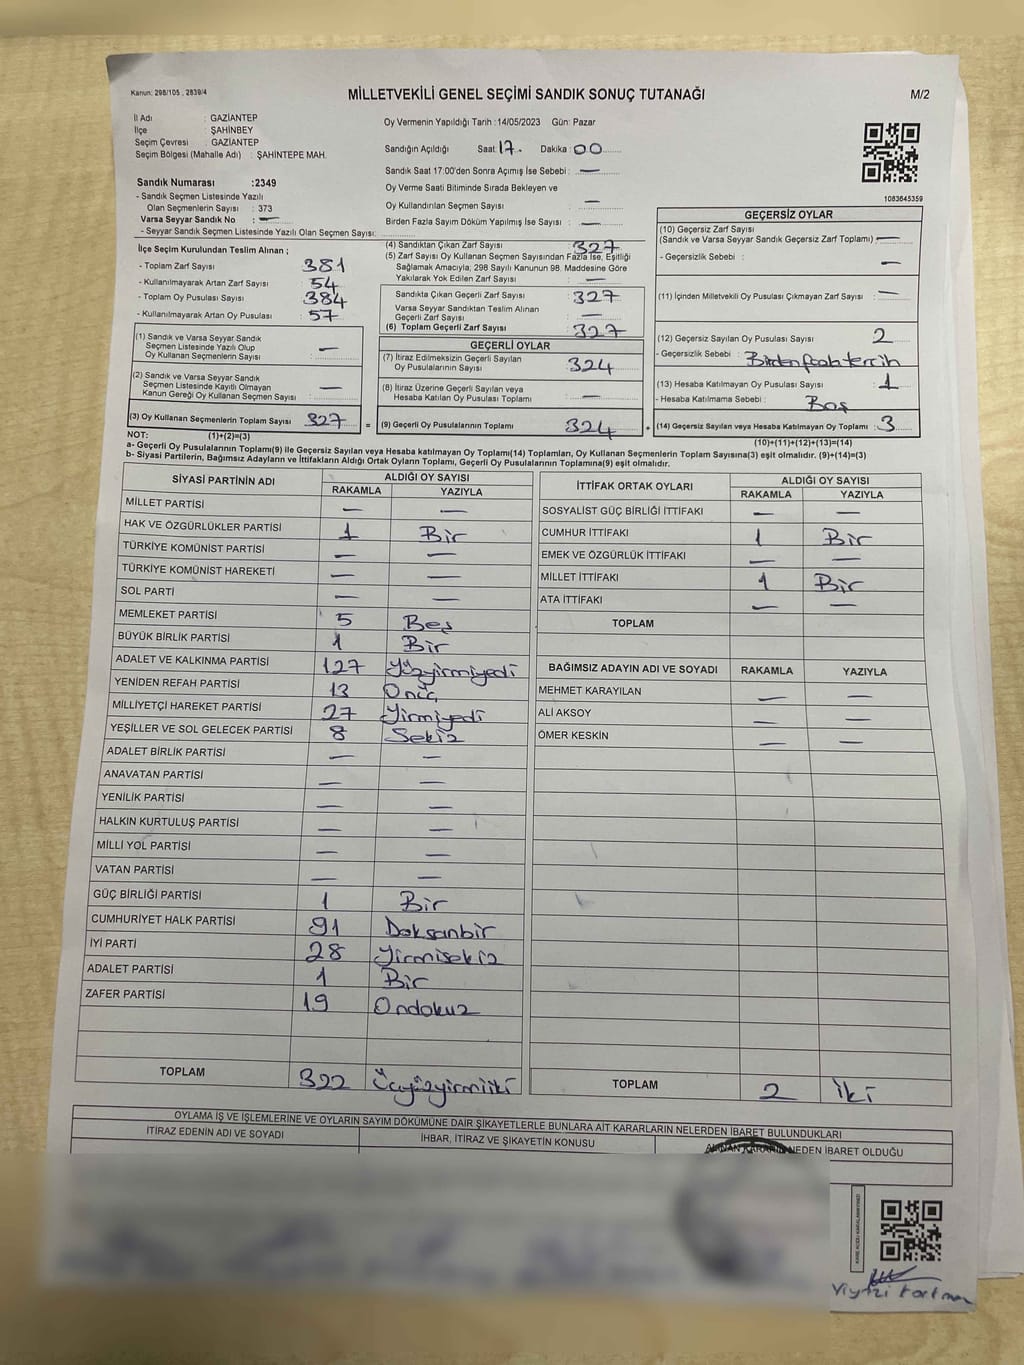 Kanun: 298/105 , 2839/4
MİLLETVEKİLİ GENEL SEÇİMİ SANDIK SONUÇ TUTANAĞI
M/2
İl Adı : GAZİANTEP
İlçe : ŞAHİNBEY
Seçim Çevresi : GAZİANTEP
Seçim Bölgesi (Mahalle Adı) : ŞAHİNTEPE MAH.
Sandık Numarası :2349
- Sandık Seçmen Listesinde Yazılı
Olan Seçmenlerin Sayısı : 373
Varsa Seyyar Sandık No : —
- Seyyar Sandık Seçmen Listesinde Yazılı Olan Seçmen Sayısı:
Oy Vermenin Yapıldığı Tarih :14/05/2023 Gün: Pazar
Sandığın Açıldığı Saat: 17. Dakika: 00
Sandık Saat 17:00'den Sonra Açımış İse Sebebi : —
Oy Verme Saati Bitiminde Sırada Bekleyen ve
Oy Kullandırılan Seçmen Sayısı : —
Birden Fazla Sayım Döküm Yapılmış İse Sayısı : —
1083645359
İlçe Seçim Kurulundan Teslim Alınan ;
- Toplam Zarf Sayısı : 381
- Kullanılmayarak Artan Zarf Sayısı : 54
- Toplam Oy Pusulası Sayısı : 384
- Kullanılmayarak Artan Oy Pusulası : 57
(1) Sandık ve Varsa Seyyar Sandık
Seçmen Listesinde Yazılı Olup
Oy Kullanan Seçmenlerin Sayısı : —
(2) Sandık ve Varsa Seyyar Sandık
Seçmen Listesinde Kayıtlı Olmayan
Kanun Gereği Oy Kullanan Seçmen Sayısı : —
(3) Oy Kullanan Seçmenlerin Toplam Sayısı : 327 =
(4) Sandıktan Çıkan Zarf Sayısı : 327
(5) Zarf Sayısı Oy Kullanan Seçmen Sayısından Fazla İse, Eşitliği
Sağlamak Amacıyla, 298 Sayılı Kanunun 98. Maddesine Göre
Yakılarak Yok Edilen Zarf Sayısı : —
Sandıkta Çıkan Geçerli Zarf Sayısı : 327
Varsa Seyyar Sandıktan Teslim Alınan
Geçerli Zarf Sayısı : —
(6) Toplam Geçerli Zarf Sayısı : 327
GEÇERLİ OYLAR
(7) İtiraz Edilmeksizin Geçerli Sayılan
Oy Pusulalarının Sayısı : 324
(8) İtiraz Üzerine Geçerli Sayılan veya
Hesaba Katılan Oy Pusulası Toplamı : —
(9) Geçerli Oy Pusulalarının Toplamı : 324 +
GEÇERSİZ OYLAR
(10) Geçersiz Zarf Sayısı
(Sandık ve Varsa Seyyar Sandık Geçersiz Zarf Toplamı) : —
- Geçersizlik Sebebi : —
(11) İçinden Milletvekili Oy Pusulası Çıkmayan Zarf Sayısı : —
(12) Geçersiz Sayılan Oy Pusulası Sayısı : 2
- Geçersizlik Sebebi : Birden fazla tercih
(13) Hesaba Katılmayan Oy Pusulası Sayısı : 1
- Hesaba Katılmama Sebebi : Boş
(14) Geçersiz Sayılan veya Hesaba Katılmayan Oy Toplamı : 3
NOT: (1)+(2)=(3)
(10)+(11)+(12)+(13)=(14)
a- Geçerli Oy Pusulalarının Toplamı(9) ile Geçersiz Sayılan veya Hesaba katılmayan Oy Toplamı(14) Toplamları, Oy Kullanan Seçmenlerin Toplam Sayısına(3) eşit olmalıdır. (9)+(14)=(3)
b- Siyasi Partilerin, Bağımsız Adayların ve İttifakların Aldığı Ortak Oyların Toplamı, Geçerli Oy Pusulalarının Toplamına(9) eşit olmalıdır.
SİYASİ PARTİNİN ADI ALDIĞI OY SAYISI
RAKAMLA YAZIYLA
MİLLET PARTİSİ — —
HAK VE ÖZGÜRLÜKLER PARTİSİ 1 Bir
TÜRKİYE KOMÜNİST PARTİSİ — —
TÜRKİYE KOMÜNİST HAREKETİ — —
SOL PARTİ — —
MEMLEKET PARTİSİ 5 Beş
BÜYÜK BİRLİK PARTİSİ 1 Bir
ADALET VE KALKINMA PARTİSİ 127 Yüzyirmiyedi
YENİDEN REFAH PARTİSİ 13 Onüç
MİLLİYETÇİ HAREKET PARTİSİ 27 Yirmiyedi
YEŞİLLER VE SOL GELECEK PARTİSİ 8 Sekiz
ADALET BİRLİK PARTİSİ — —
ANAVATAN PARTİSİ — —
YENİLİK PARTİSİ — —
HALKIN KURTULUŞ PARTİSİ — —
MİLLİ YOL PARTİSİ — —
VATAN PARTİSİ — —
GÜÇ BİRLİĞİ PARTİSİ 1 Bir
CUMHURİYET HALK PARTİSİ 91 Doksanbir
İYİ PARTİ 28 Yirmisekiz
ADALET PARTİSİ 1 Bir
ZAFER PARTİSİ 19 Ondokuz
TOPLAM 322 Üçyüzyirmiiki
İTTİFAK ORTAK OYLARI ALDIĞI OY SAYISI
RAKAMLA YAZIYLA
SOSYALİST GÜÇ BİRLİĞİ İTTİFAKI — —
CUMHUR İTTİFAKI 1 Bir
EMEK VE ÖZGÜRLÜK İTTİFAKI — —
MİLLET İTTİFAKI 1 Bir
ATA İTTİFAKI — —
TOPLAM
BAĞIMSIZ ADAYIN ADI VE SOYADI RAKAMLA YAZIYLA
MEHMET KARAYILAN — —
ALİ AKSOY — —
ÖMER KESKİN — —
TOPLAM 2 İki
OYLAMA İŞ VE İŞLEMLERİNE VE OYLARIN SAYIM DÖKÜMÜNE DAİR ŞİKAYETLERLE BUNLARA AİT KARARLARIN NELERDEN İBARET BULUNDUKLARI
İTİRAZ EDENİN ADI VE SOYADI İHBAR, İTİRAZ VE ŞİKAYETİN KONUSU ALINAN KARARIN NEDEN İBARET OLDUĞU